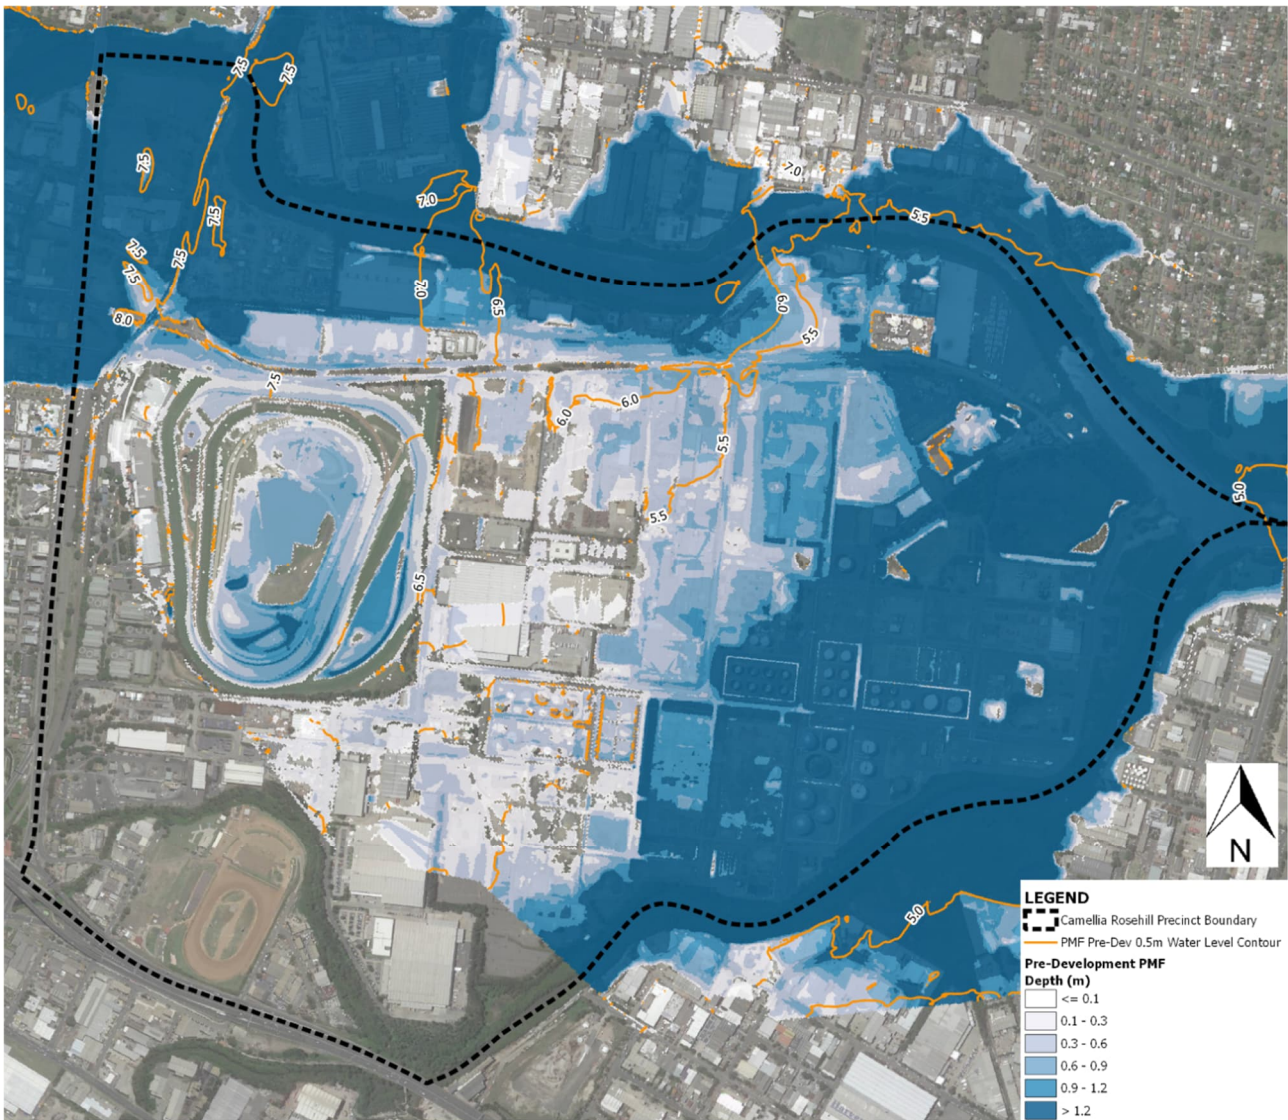 7.5
7.5
7.5
7.0
7.0
7.5
5.5
7.5
7.5
7.5
7.0
6.5
6.0
8.0
5.5
7.5
6.0
6.0
5.5
5.0
5.5
6.5
5.0
N
LEGEND
Camellia Rosehill Precinct Boundary
PMF Pre-Dev 0.5m Water Level Contour
Pre-Development PMF
Depth (m)
<= 0.1
0.1 - 0.3
0.3 - 0.6
0.6 - 0.9
0.9 - 1.2
> 1.2